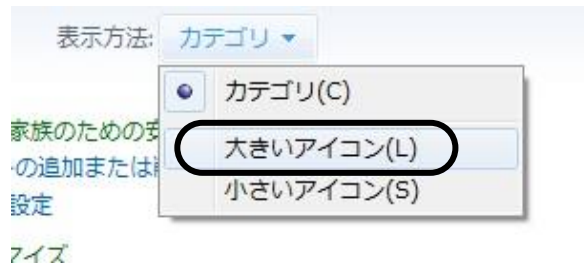 表示方法: カテゴリ
カテゴリ(C)
家族のための
大きいアイコン(L)
の追加または
小さいアイコン(S)
設定
マイズ